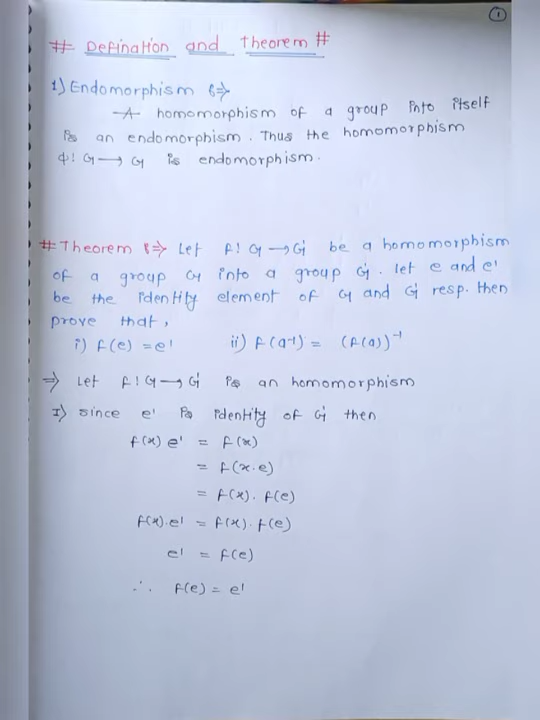 1
# Defination and theorem #
1) Endomorphism :⇒
A homomorphism of a group into itself
is an endomorphism. Thus the homomorphism
φ: G → G is endomorphism.
# Theorem :⇒ Let f: G → G' be a homomorphism
of a group G into a group G'. let e and e'
be the identity element of G and G' resp. then
prove that,
i) f(e) = e' ii) f(a⁻¹) = (f(a))⁻¹
⇒ Let f: G → G' is an homomorphism
I) since e' is identity of G' then
f(x) e' = f(x)
= f(x.e)
= f(x). f(e)
f(x).e' = f(x). f(e)
e' = f(e)
∴ f(e) = e'